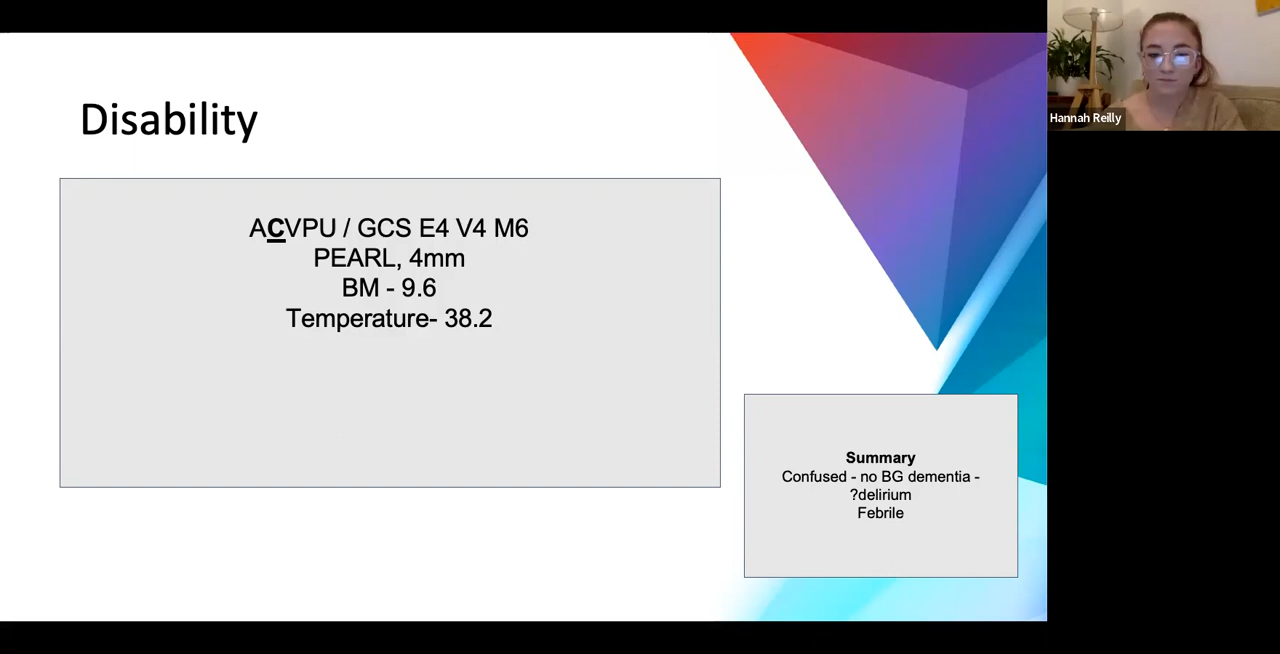 Disability
ACVPU / GCS E4 V4 M6
PEARL, 4mm
BM - 9.6
Temperature- 38.2
Summary
Confused - no BG dementia -
?delirium
Febrile
Hannah Reilly